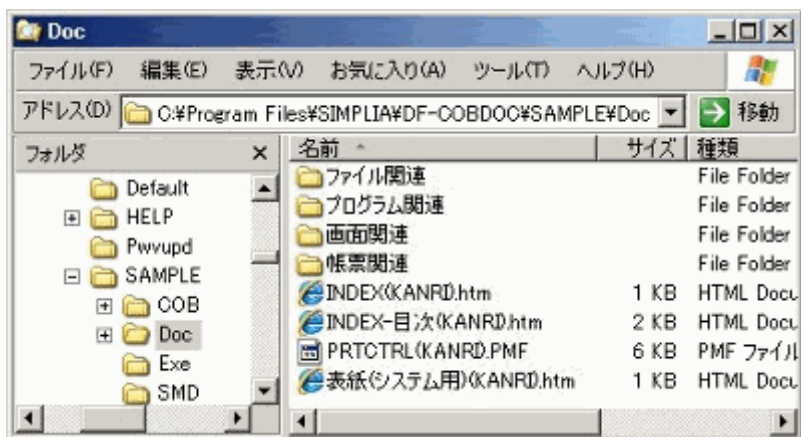 Doc
ファイル(F) 編集(E) 表示(V) お気に入り(A) ツール(T) ヘルプ(H)
アドレス(D) C:¥Program Files¥SIMPLIA¥DF-COBDOC¥SAMPLE¥Doc 移動
フォルダ
Default
HELP
Pwvupd
SAMPLE
COB
Doc
Exe
SMD
名前 サイズ 種類
ファイル関連 File Folder
プログラム関連 File Folder
画面関連 File Folder
帳票関連 File Folder
INDEX(KANRI).htm 1 KB HTML Docu
INDEX-目次(KANRI).htm 2 KB HTML Docu
PRTCTRL(KANRI).PMF 6 KB PMF ファイル
表紙(システム用)(KANRI).htm 1 KB HTML Docu